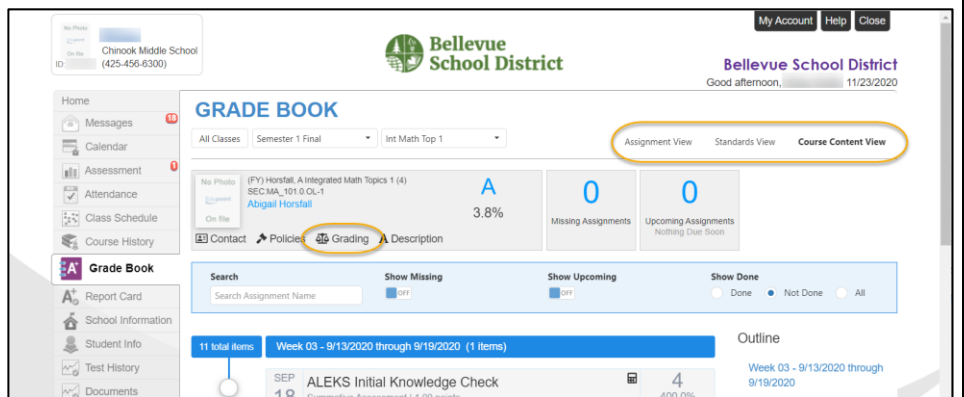 My Account Help Close
No Photo
On file
Chinook Middle School
ID: (425-456-6300)
Bellevue
School District
Bellevue School District
Good afternoon, 11/23/2020
Home
Messages 18
Calendar
Assessment 1
Attendance
Class Schedule
Course History
Grade Book
Report Card
School Information
Student Info
Test History
Documents
GRADE BOOK
All Classes Semester 1 Final Int Math Top 1
Assignment View Standards View Course Content View
No Photo
On file
(FY) Horsfall, A Integrated Math Topics 1 (4)
SEC:MA_101.0.OL-1
Abigail Horsfall
A
3.8%
Contact Policies Grading Description
0
Missing Assignments
0
Upcoming Assignments
Nothing Due Soon
Search Show Missing Show Upcoming Show Done
Search Assignment Name OFF OFF Done Not Done All
11 total items Week 03 - 9/13/2020 through 9/19/2020 (1 items)
SEP
18
ALEKS Initial Knowledge Check
Summative Assessment | 1.00 points
4
400.0%
Outline
Week 03 - 9/13/2020 through
9/19/2020